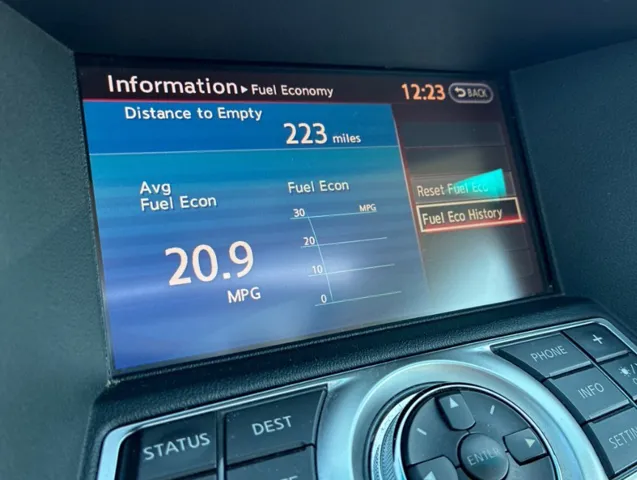 Information ▸ Fuel Economy 12:23 BACK
Distance to Empty
223 miles
Avg
Fuel Econ
20.9
MPG
Fuel Econ
30 MPG
20
10
0
Reset Fuel Eco
Fuel Eco History
STATUS
DEST
PHONE
+
INFO
SETTIN
ENTER